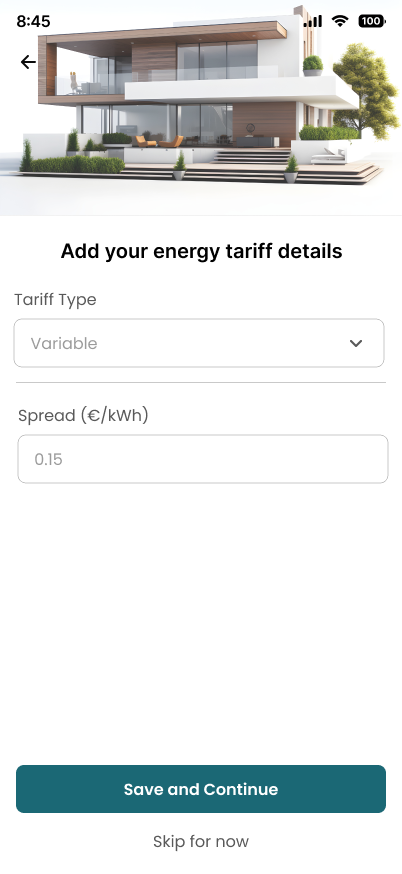 8:45
100
Add your energy tariff details
Tariff Type
Variable
Spread (€/kWh)
0.15
Save and Continue
Skip for now